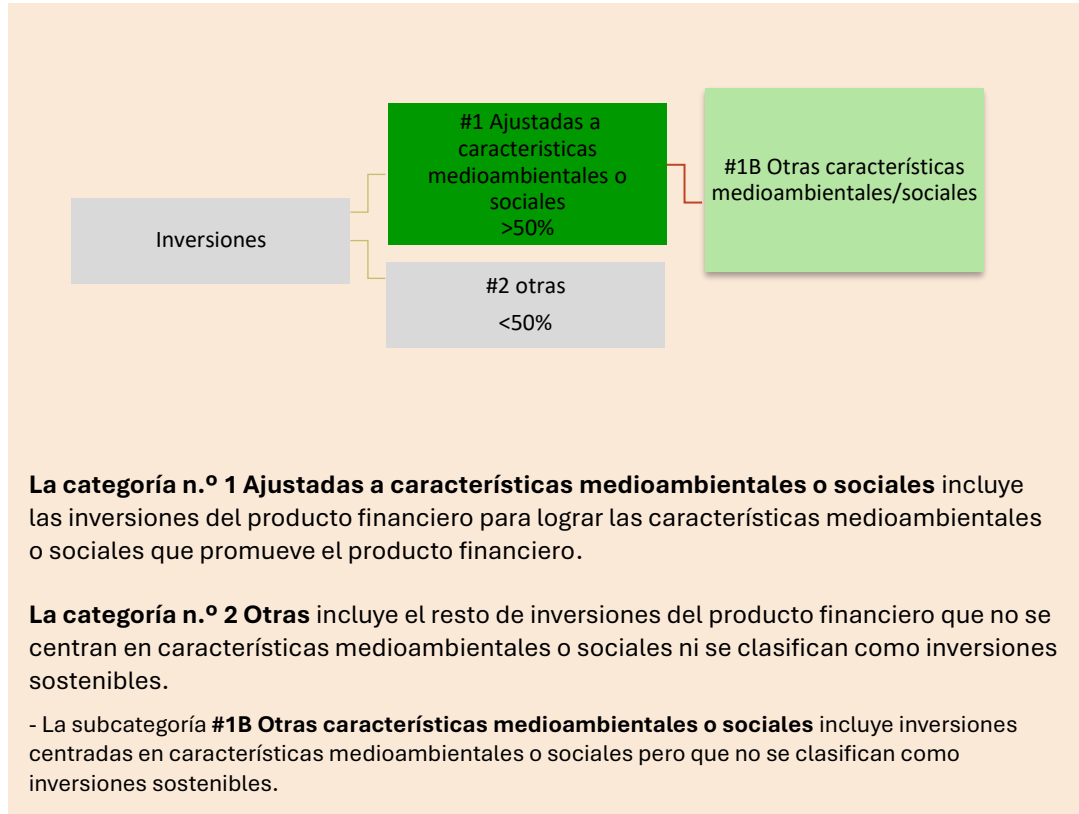 #1 Ajustadas a
caracteristicas
medioambientales o
sociales
>50%
#1B Otras características
medioambientales/sociales
Inversiones
#2 otras
<50%
La categoría n.º 1 Ajustadas a características medioambientales o sociales incluye
las inversiones del producto financiero para lograr las características medioambientales
o sociales que promueve el producto financiero.
La categoría n.º 2 Otras incluye el resto de inversiones del producto financiero que no se
centran en características medioambientales o sociales ni se clasifican como inversiones
sostenibles.
- La subcategoría #1B Otras características medioambientales o sociales incluye inversiones
centradas en características medioambientales o sociales pero que no se clasifican como
inversiones sostenibles.